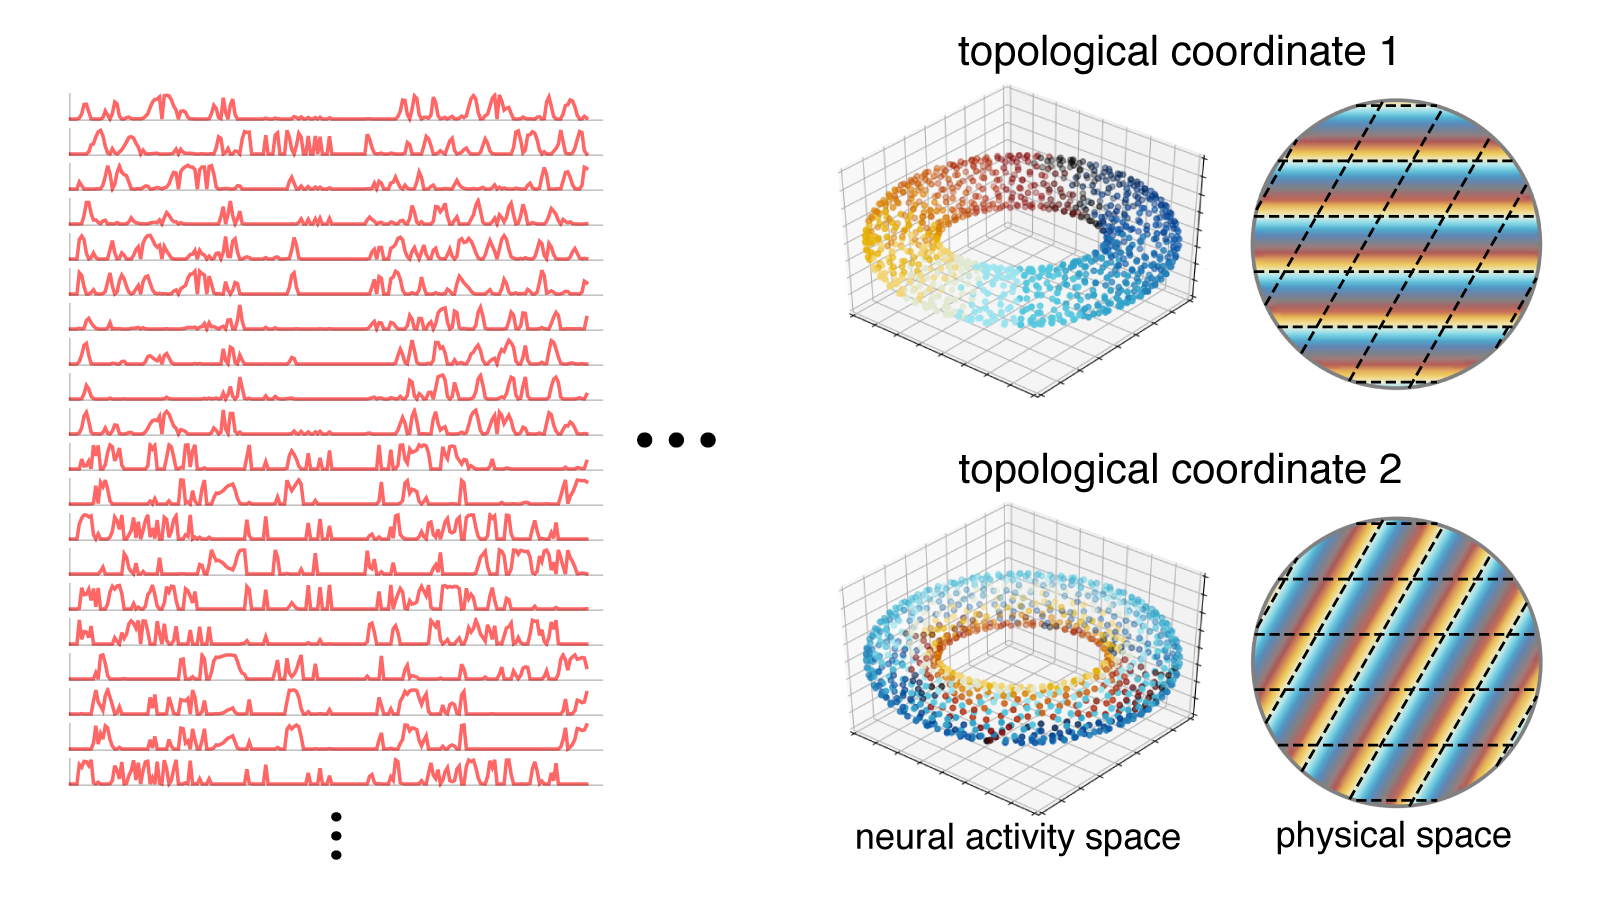 topological coordinate 1
topological coordinate 2
neural activity space
physical space